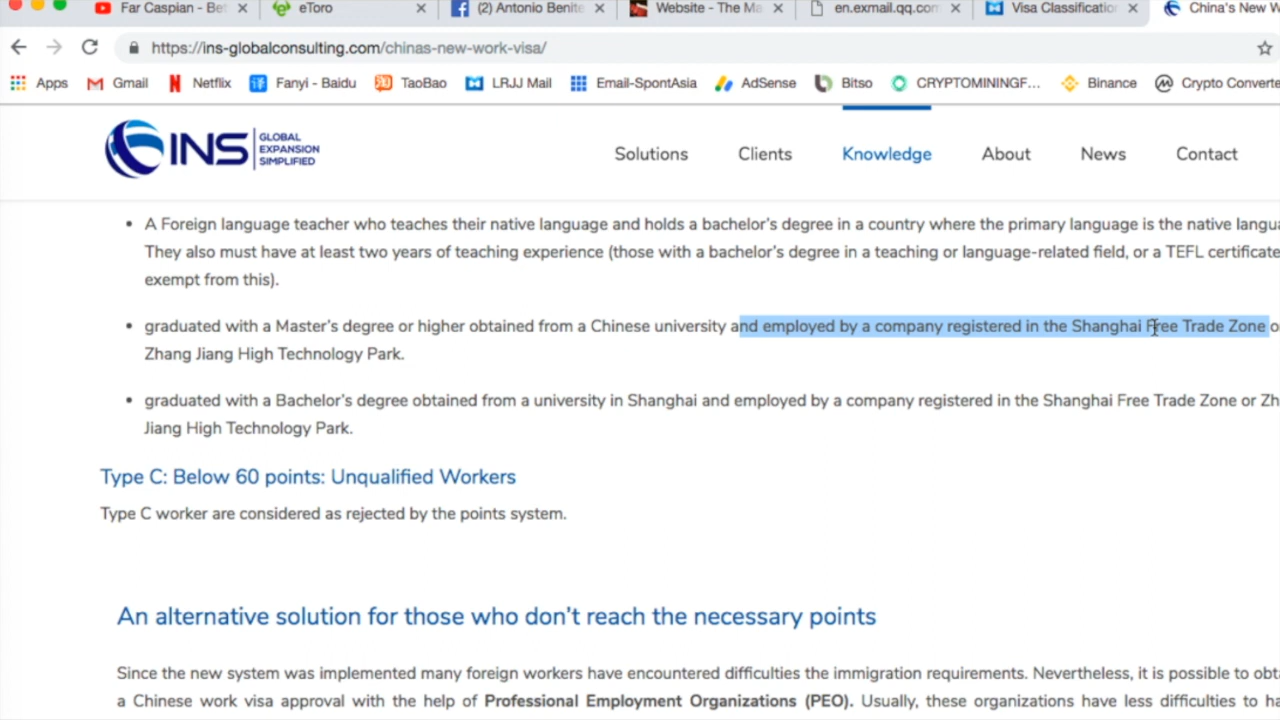 Far Caspian - Be
eToro
(2) Antonio Benite
Website - The Ma
en.exmail.qq.com
Visa Classification
China's New W
https://ins-globalconsulting.com/chinas-new-work-visa/
Apps
Gmail
Netflix
Fanyi - Baidu
TaoBao
LRJJ Mail
Email-SpontAsia
AdSense
Bitso
CRYPTOMININGF...
Binance
Crypto Converte
INS
GLOBAL
EXPANSION
SIMPLIFIED
Solutions
Clients
Knowledge
About
News
Contact
• A Foreign language teacher who teaches their native language and holds a bachelor's degree in a country where the primary language is the native langu
They also must have at least two years of teaching experience (those with a bachelor's degree in a teaching or language-related field, or a TEFL certificate
exempt from this).
• graduated with a Master's degree or higher obtained from a Chinese university and employed by a company registered in the Shanghai Free Trade Zone o
Zhang Jiang High Technology Park.
• graduated with a Bachelor's degree obtained from a university in Shanghai and employed by a company registered in the Shanghai Free Trade Zone or Zh
Jiang High Technology Park.
Type C: Below 60 points: Unqualified Workers
Type C worker are considered as rejected by the points system.
An alternative solution for those who don't reach the necessary points
Since the new system was implemented many foreign workers have encountered difficulties the immigration requirements. Nevertheless, it is possible to obt
a Chinese work visa approval with the help of Professional Employment Organizations (PEO). Usually, these organizations have less difficulties to ha